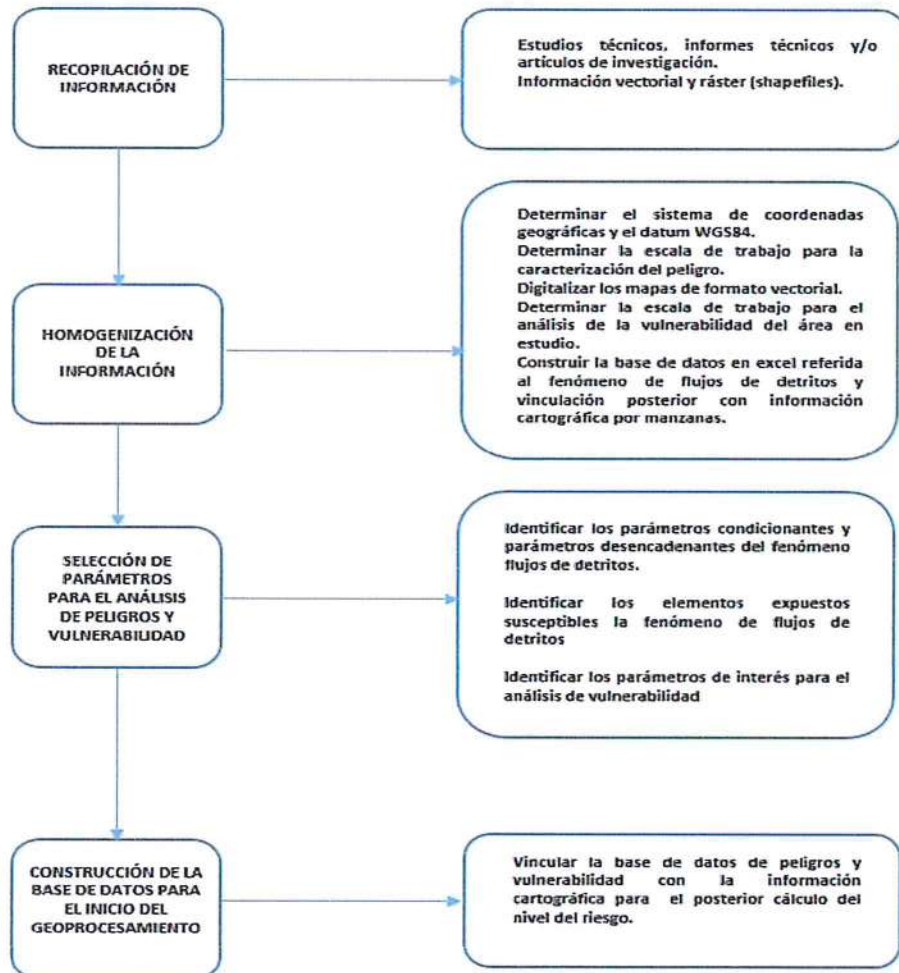 RECOPILACIÓN DE
INFORMACIÓN
Estudios técnicos, informes técnicos y/o
artículos de investigación.
Información vectorial y ráster (shapefiles).
HOMOGENIZACIÓN
DE LA
INFORMACIÓN
Determinar el sistema de coordenadas
geográficas y el datum WGS84.
Determinar la escala de trabajo para la
caracterización del peligro.
Digitalizar los mapas de formato vectorial.
Determinar la escala de trabajo para el
análisis de la vulnerabilidad del área en
estudio.
Construir la base de datos en excel referida
al fenómeno de flujos de detritos y
vinculación posterior con información
cartográfica por manzanas.
SELECCIÓN DE
PARÁMETROS
PARA EL ANÁLISIS
DE PELIGROS Y
VULNERABILIDAD
Identificar los parámetros condicionantes y
parámetros desencadenantes del fenómeno
flujos de detritos.
Identificar los elementos expuestos
susceptibles la fenómeno de flujos de
detritos
Identificar los parámetros de interés para el
análisis de vulnerabilidad
CONSTRUCCIÓN DE LA
BASE DE DATOS PARA
EL INICIO DEL
GEOPROCESAMIENTO
Vincular la base de datos de peligros y
vulnerabilidad con la información
cartográfica para el posterior cálculo del
nivel del riesgo.